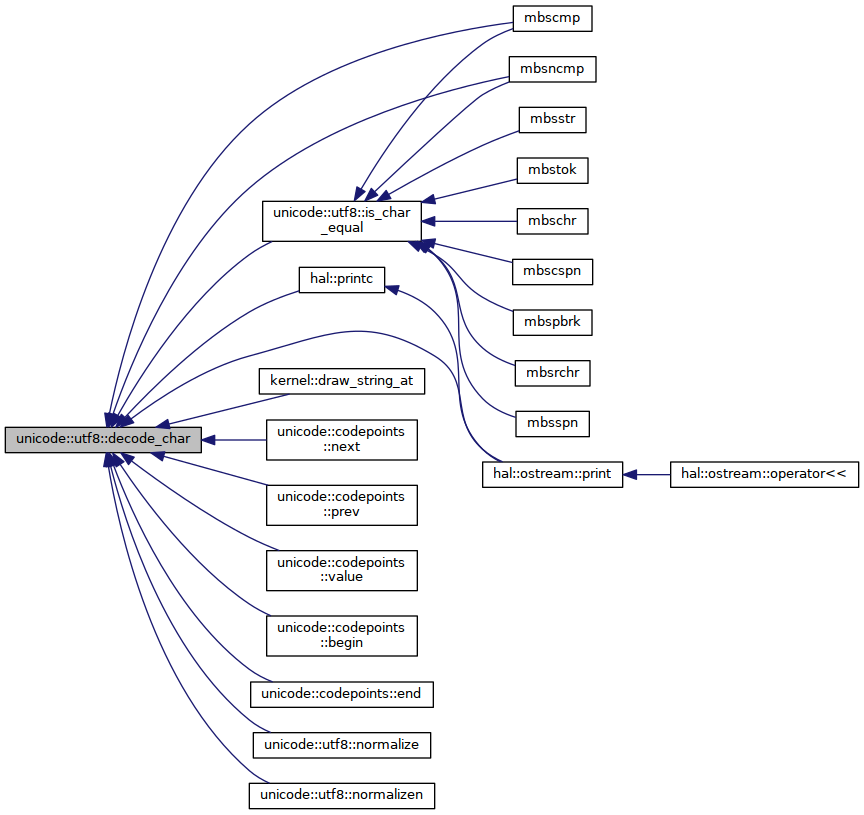 mbscmp
mbsncmp
mbsstr
mbstok
unicode::utf8::is_char
_equal
mbschr
mbscspn
hal::printc
mbspbrk
mbsrchr
kernel::draw_string_at
mbsspn
unicode::utf8::decode_char
unicode::codepoints
::next
hal::ostream::print
hal::ostream::operator<<
unicode::codepoints
::prev
unicode::codepoints
::value
unicode::codepoints
::begin
unicode::codepoints::end
unicode::utf8::normalize
unicode::utf8::normalizen